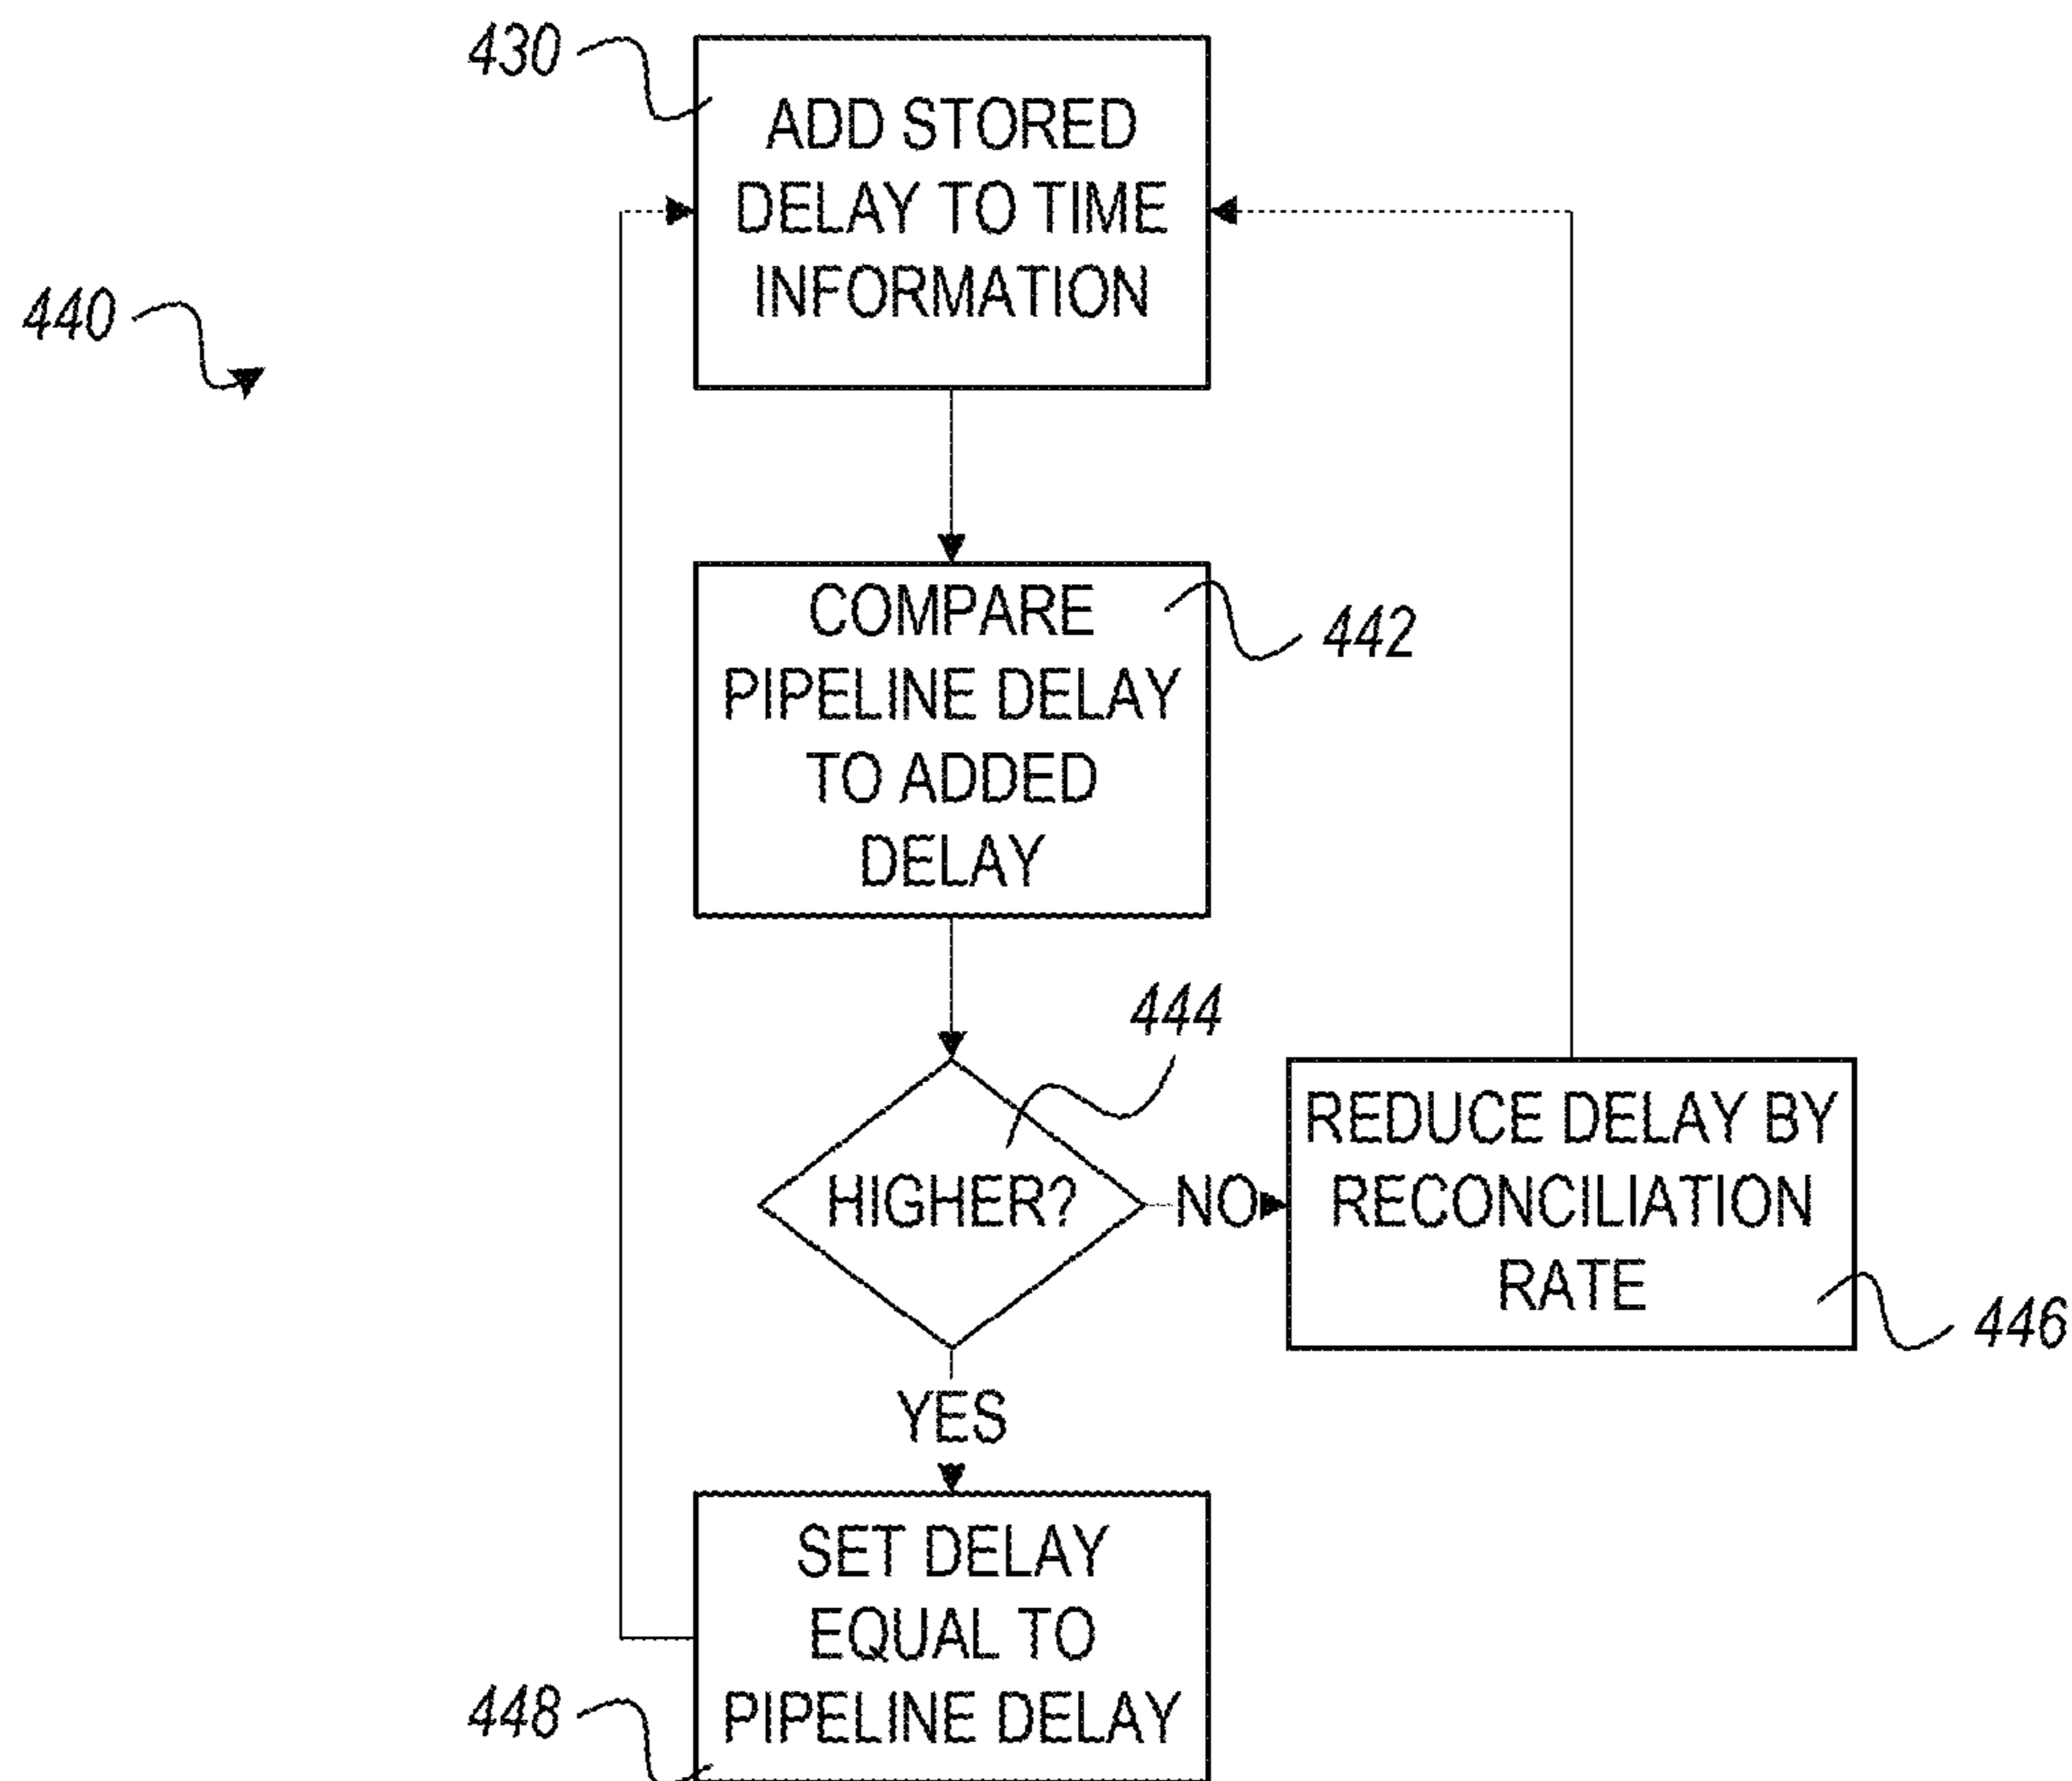 430
ADD STORED
DELAY TO TIME
INFORMATION
440
COMPARE
PIPELINE DELAY
TO ADDED
DELAY
442
444
HIGHER?
NO
REDUCE DELAY BY
RECONCILIATION
RATE
446
YES
SET DELAY
EQUAL TO
PIPELINE DELAY
448